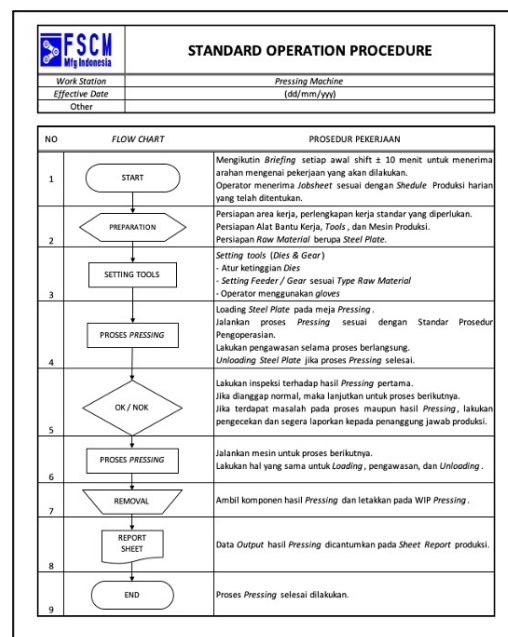 FSCM
Mfg Indonesia
STANDARD OPERATION PROCEDURE
Work Station
Pressing Machine
Effective Date
(dd/mm/yy)
Other
NO
FLOW CHART
PROSEDUR PEKERJAAN
1
START
Mengikutin Briefing setiap awal shift ± 10 menit untuk menerima
arahan mengenai pekerjaan yang akan dilakukan.
Operator menerima Jobsheet sesuai dengan Shedule Produksi harian
yang telah ditentukan.
2
PREPARATION
Persiapan area kerja, perlengkapan kerja standar yang diperlukan.
Persiapan Alat Bantu Kerja, Tools, dan Mesin Produksi.
Persiapan Raw Material berupa Steel Plate.
3
SETTING TOOLS
Setting tools (Dies & Gear)
- Atur ketinggian Dies
- Setting Feeder / Gear sesuai Type Raw Material
- Operator menggunakan gloves
4
PROSES PRESSING
Loading Steel Plate pada meja Pressing.
Jalankan proses Pressing sesuai dengan Standar Prosedur
Pengoperasian.
Lakukan pengawasan selama proses berlangsung.
Unloading Steel Plate jika proses Pressing selesai.
5
OK / NOK
Lakukan inspeksi terhadap hasil Pressing pertama.
Jika dianggap normal, maka lanjutkan untuk proses berikutnya.
Jika terdapat masalah pada proses maupun hasil Pressing, lakukan
pengecekan dan segera laporkan kepada penanggung jawab produksi.
6
PROSES PRESSING
Jalankan mesin untuk proses berikutnya.
Lakukan hal yang sama untuk Loading, pengawasan, dan Unloading.
7
REMOVAL
Ambil komponen hasil Pressing dan letakkan pada WIP Pressing.
8
REPORT
SHEET
Data Output hasil Pressing dicantumkan pada Sheet Report produksi.
9
END
Proses Pressing selesai dilakukan.